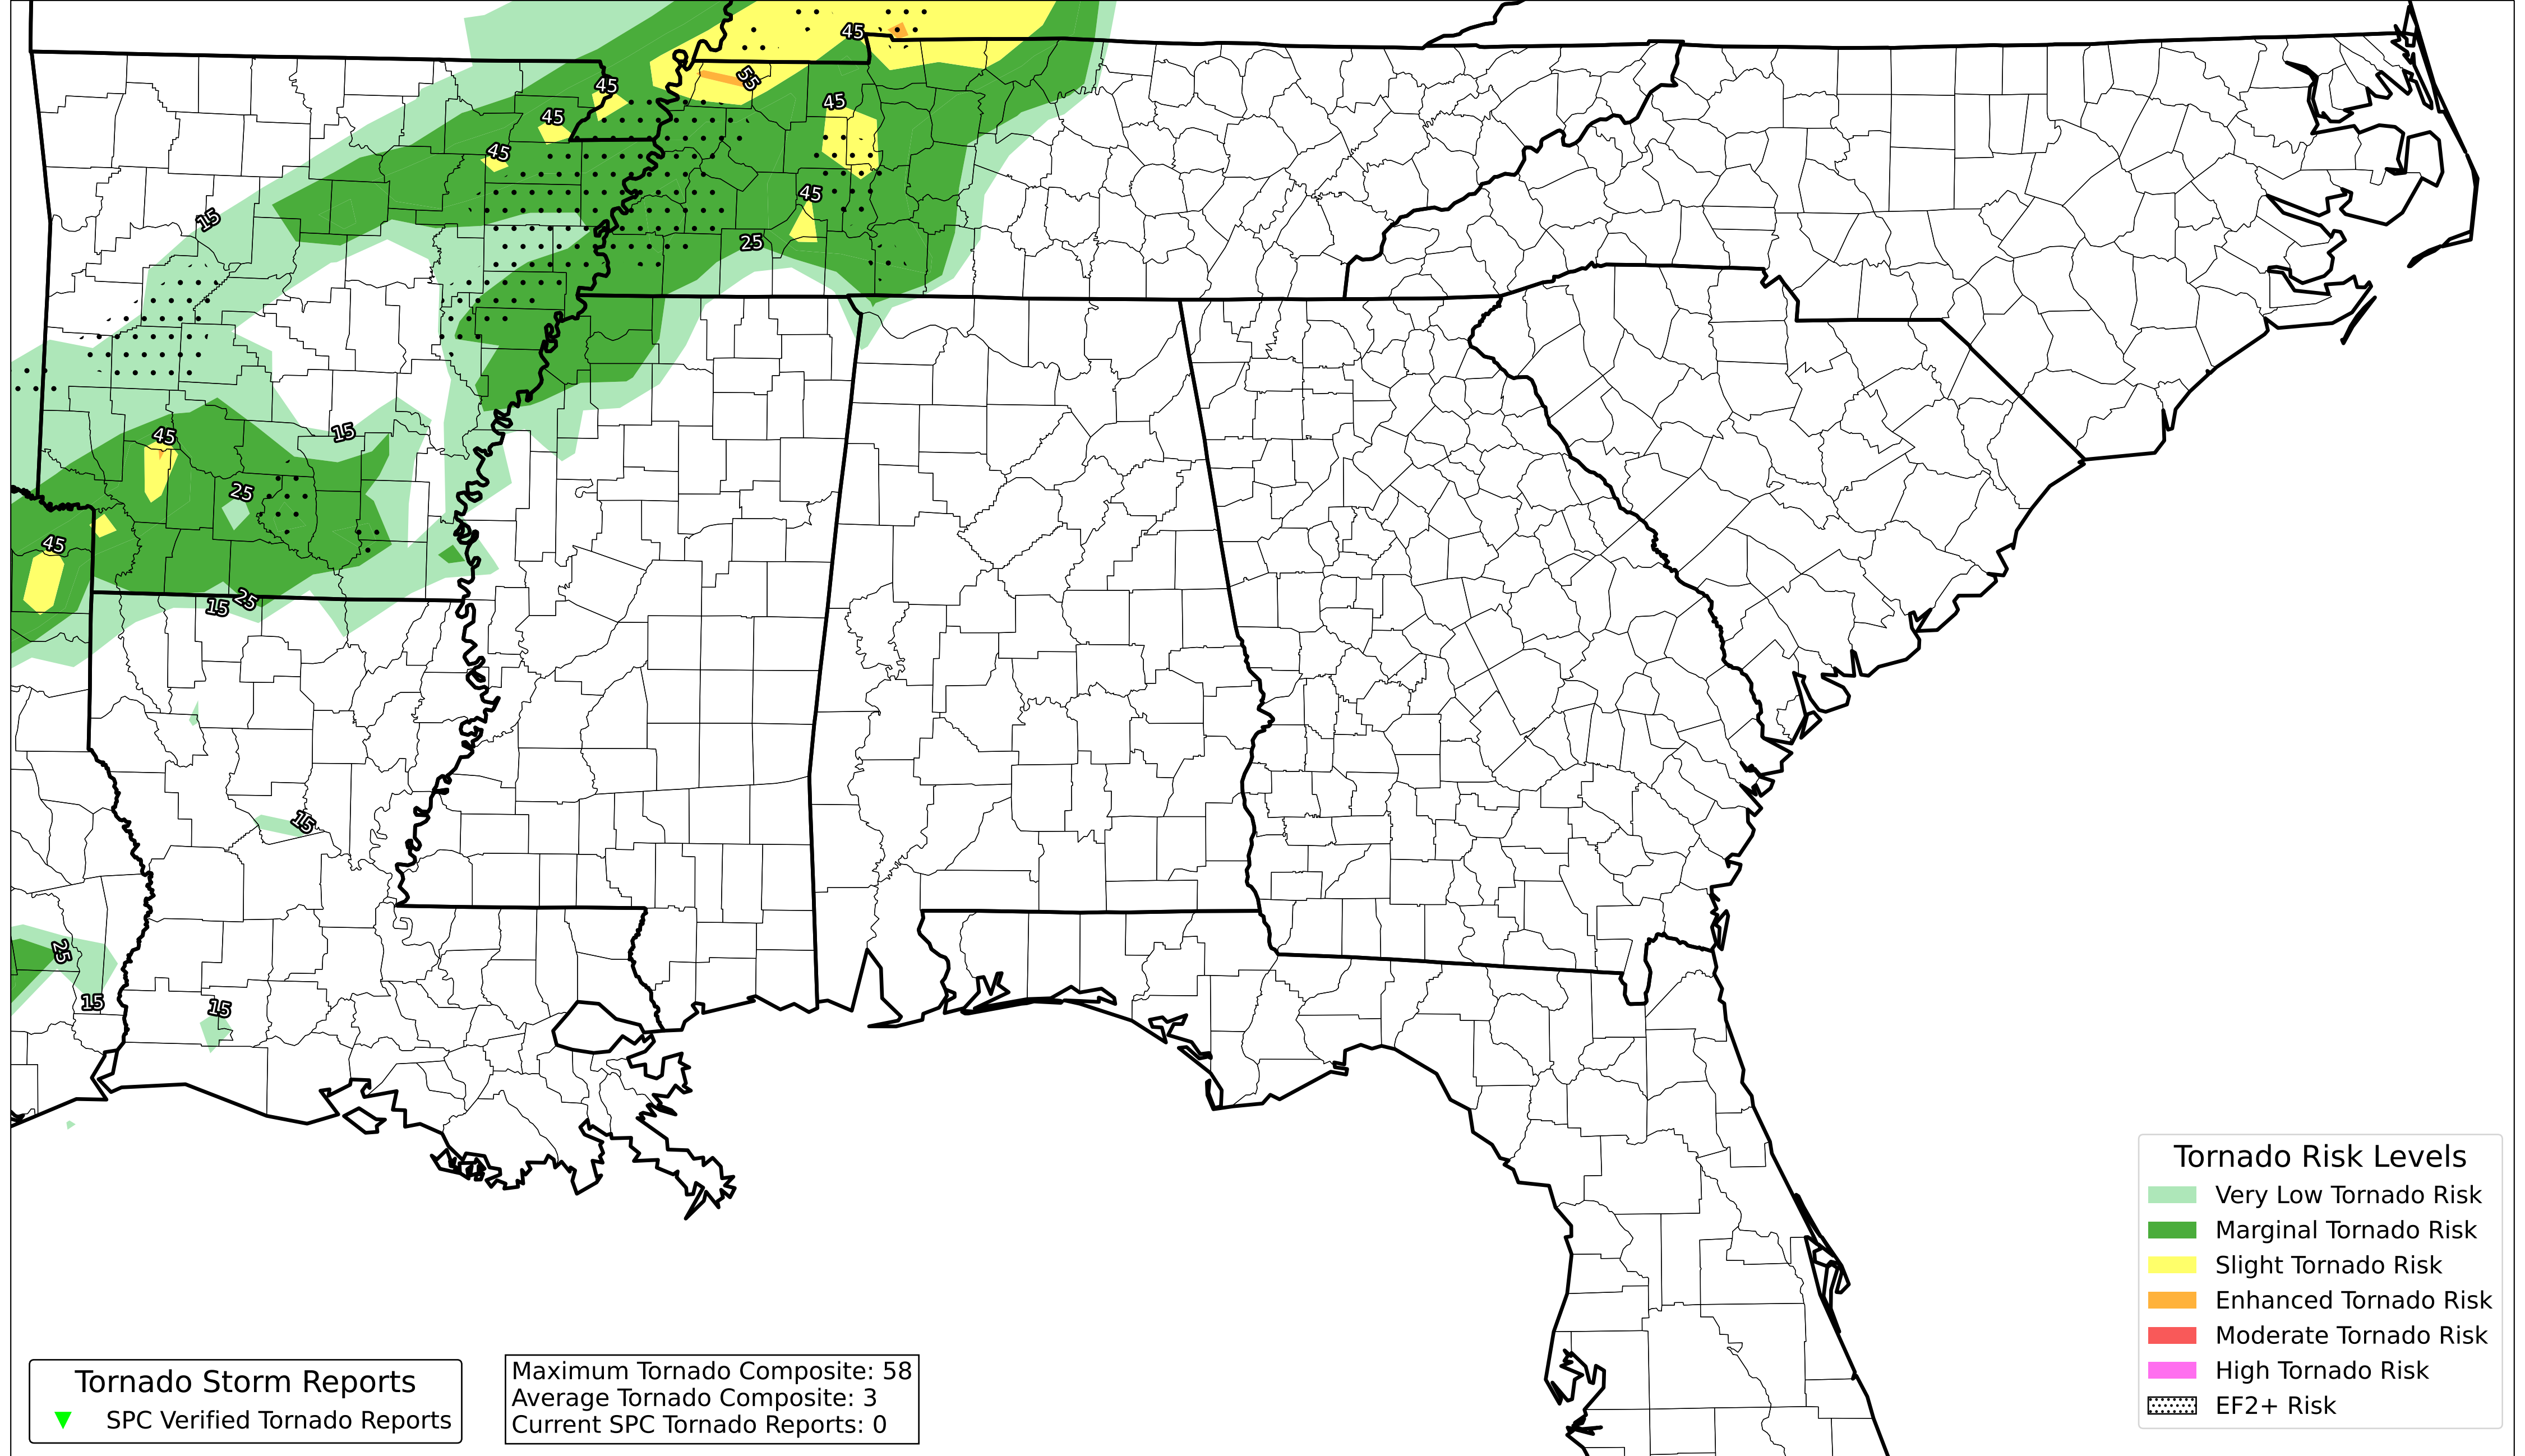 45
45
55
45
45
45
45
15
25
15
45
25
45
15
25
15
25
15
15
Tornado Risk Levels
Very Low Tornado Risk
Marginal Tornado Risk
Slight Tornado Risk
Enhanced Tornado Risk
Moderate Tornado Risk
High Tornado Risk
EF2+ Risk
Tornado Storm Reports
SPC Verified Tornado Reports
Maximum Tornado Composite: 58
Average Tornado Composite: 3
Current SPC Tornado Reports: 0